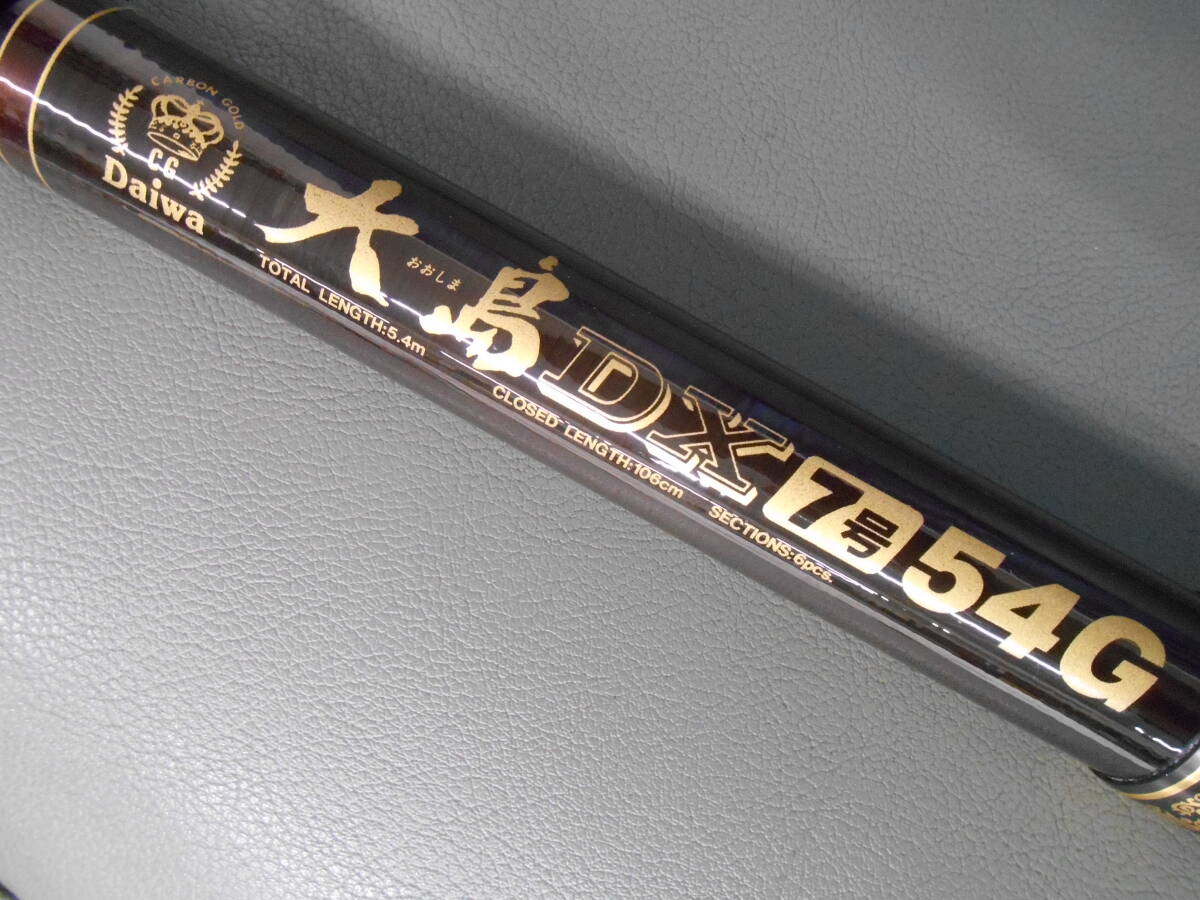 CARBON GOLD
CG
Daiwa
大島 DX 7号 54G
おおしま
TOTAL LENGTH:5.4m CLOSED LENGTH:106cm SECTIONS:6pcs.